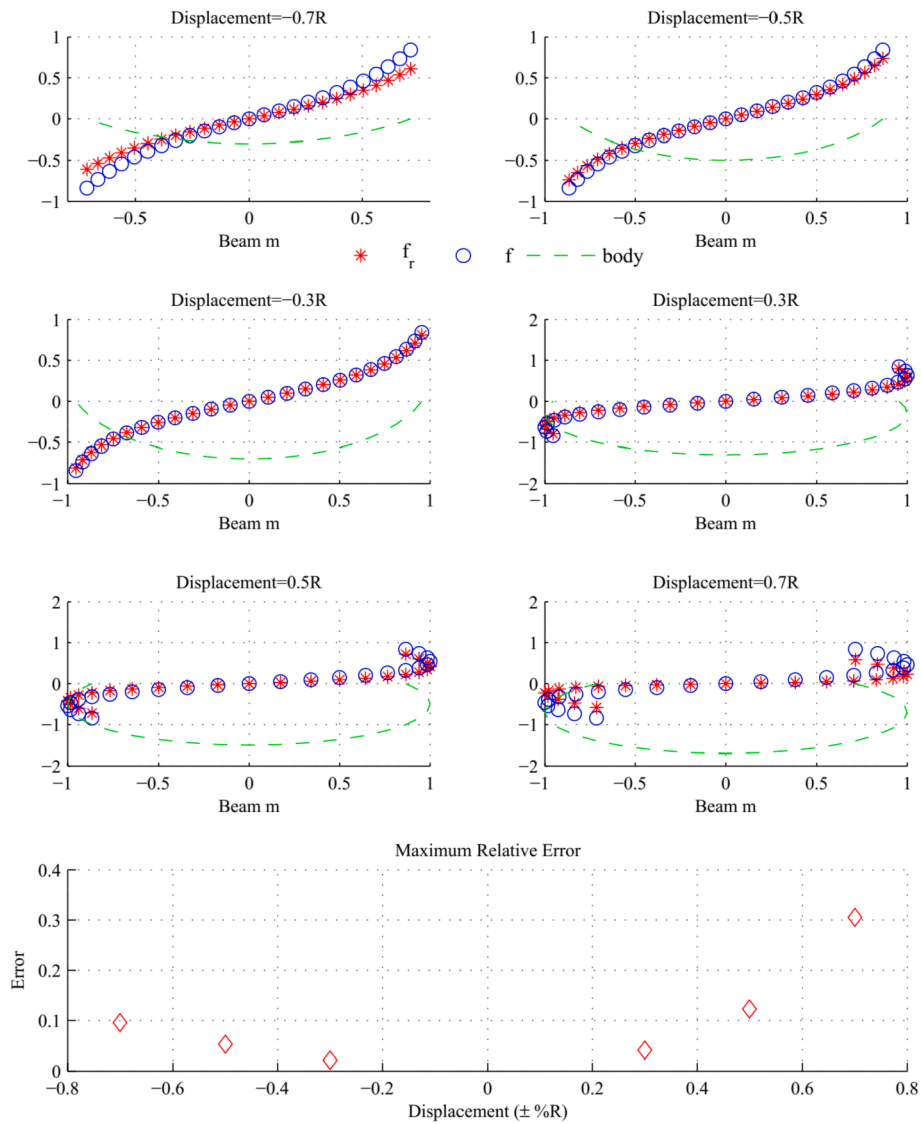 Displacement=−0.7R
1
0.5
0
−0.5
−1
−0.5 0 0.5
Beam m
Displacement=−0.5R
1
0.5
0
−0.5
−1
−1 −0.5 0 0.5 1
Beam m
f_r f body
Displacement=−0.3R
1
0.5
0
−0.5
−1
−1 −0.5 0 0.5 1
Beam m
Displacement=0.3R
2
1
0
−1
−2
−1 −0.5 0 0.5 1
Beam m
Displacement=0.5R
2
1
0
−1
−2
−1 −0.5 0 0.5 1
Beam m
Displacement=0.7R
2
1
0
−1
−2
−1 −0.5 0 0.5 1
Beam m
Maximum Relative Error
0.4
0.3
0.2
0.1
0
Error
−0.8 −0.6 −0.4 −0.2 0 0.2 0.4 0.6 0.8
Displacement (± %R)